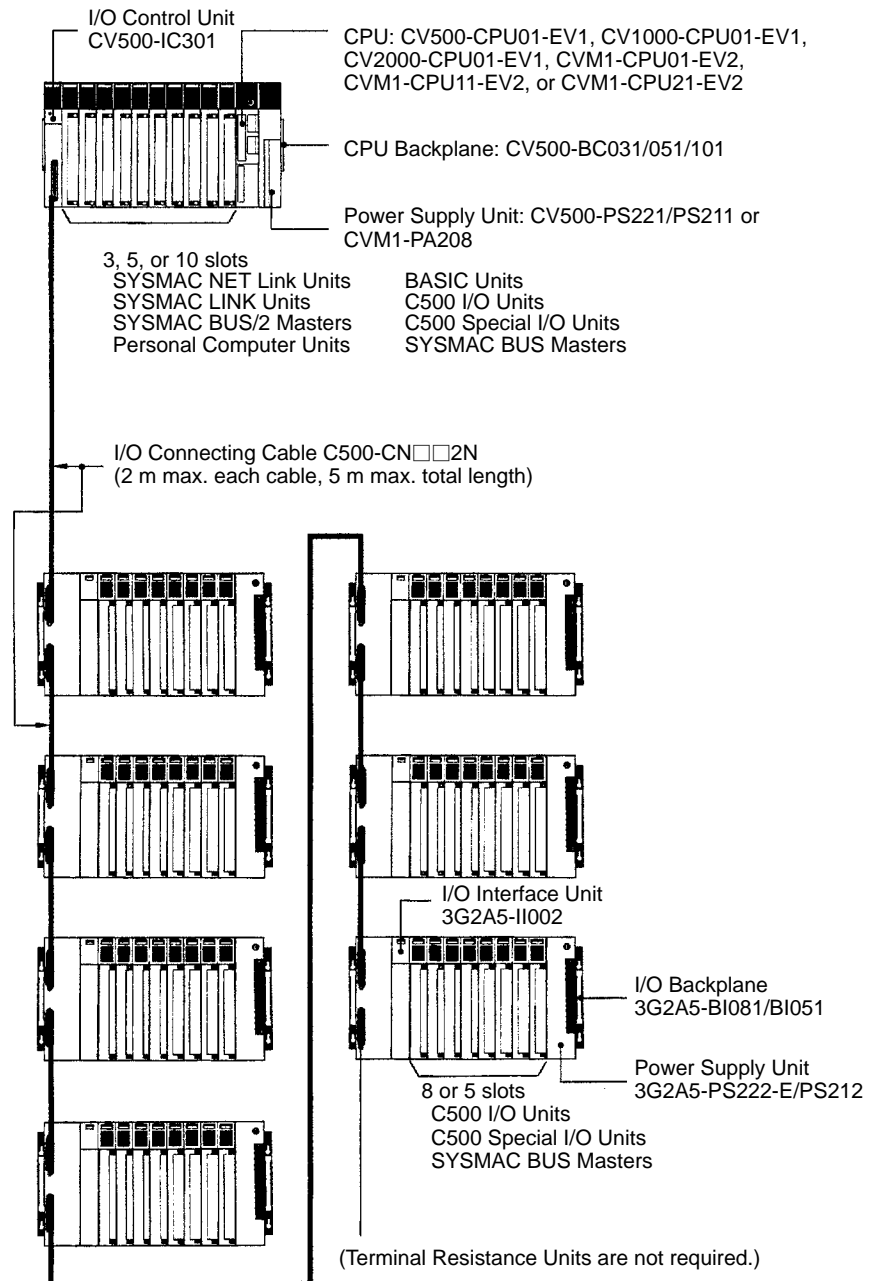 I/O Control Unit
CV500-IC301
CPU: CV500-CPU01-EV1, CV1000-CPU01-EV1,
CV2000-CPU01-EV1, CVM1-CPU01-EV2,
CVM1-CPU11-EV2, or CVM1-CPU21-EV2
CPU Backplane: CV500-BC031/051/101
Power Supply Unit: CV500-PS221/PS211 or
CVM1-PA208
3, 5, or 10 slots
SYSMAC NET Link Units
SYSMAC LINK Units
SYSMAC BUS/2 Masters
Personal Computer Units
BASIC Units
C500 I/O Units
C500 Special I/O Units
SYSMAC BUS Masters
I/O Connecting Cable C500-CN□□2N
(2 m max. each cable, 5 m max. total length)
I/O Interface Unit
3G2A5-II002
I/O Backplane
3G2A5-BI081/BI051
Power Supply Unit
3G2A5-PS222-E/PS212
8 or 5 slots
C500 I/O Units
C500 Special I/O Units
SYSMAC BUS Masters
(Terminal Resistance Units are not required.)